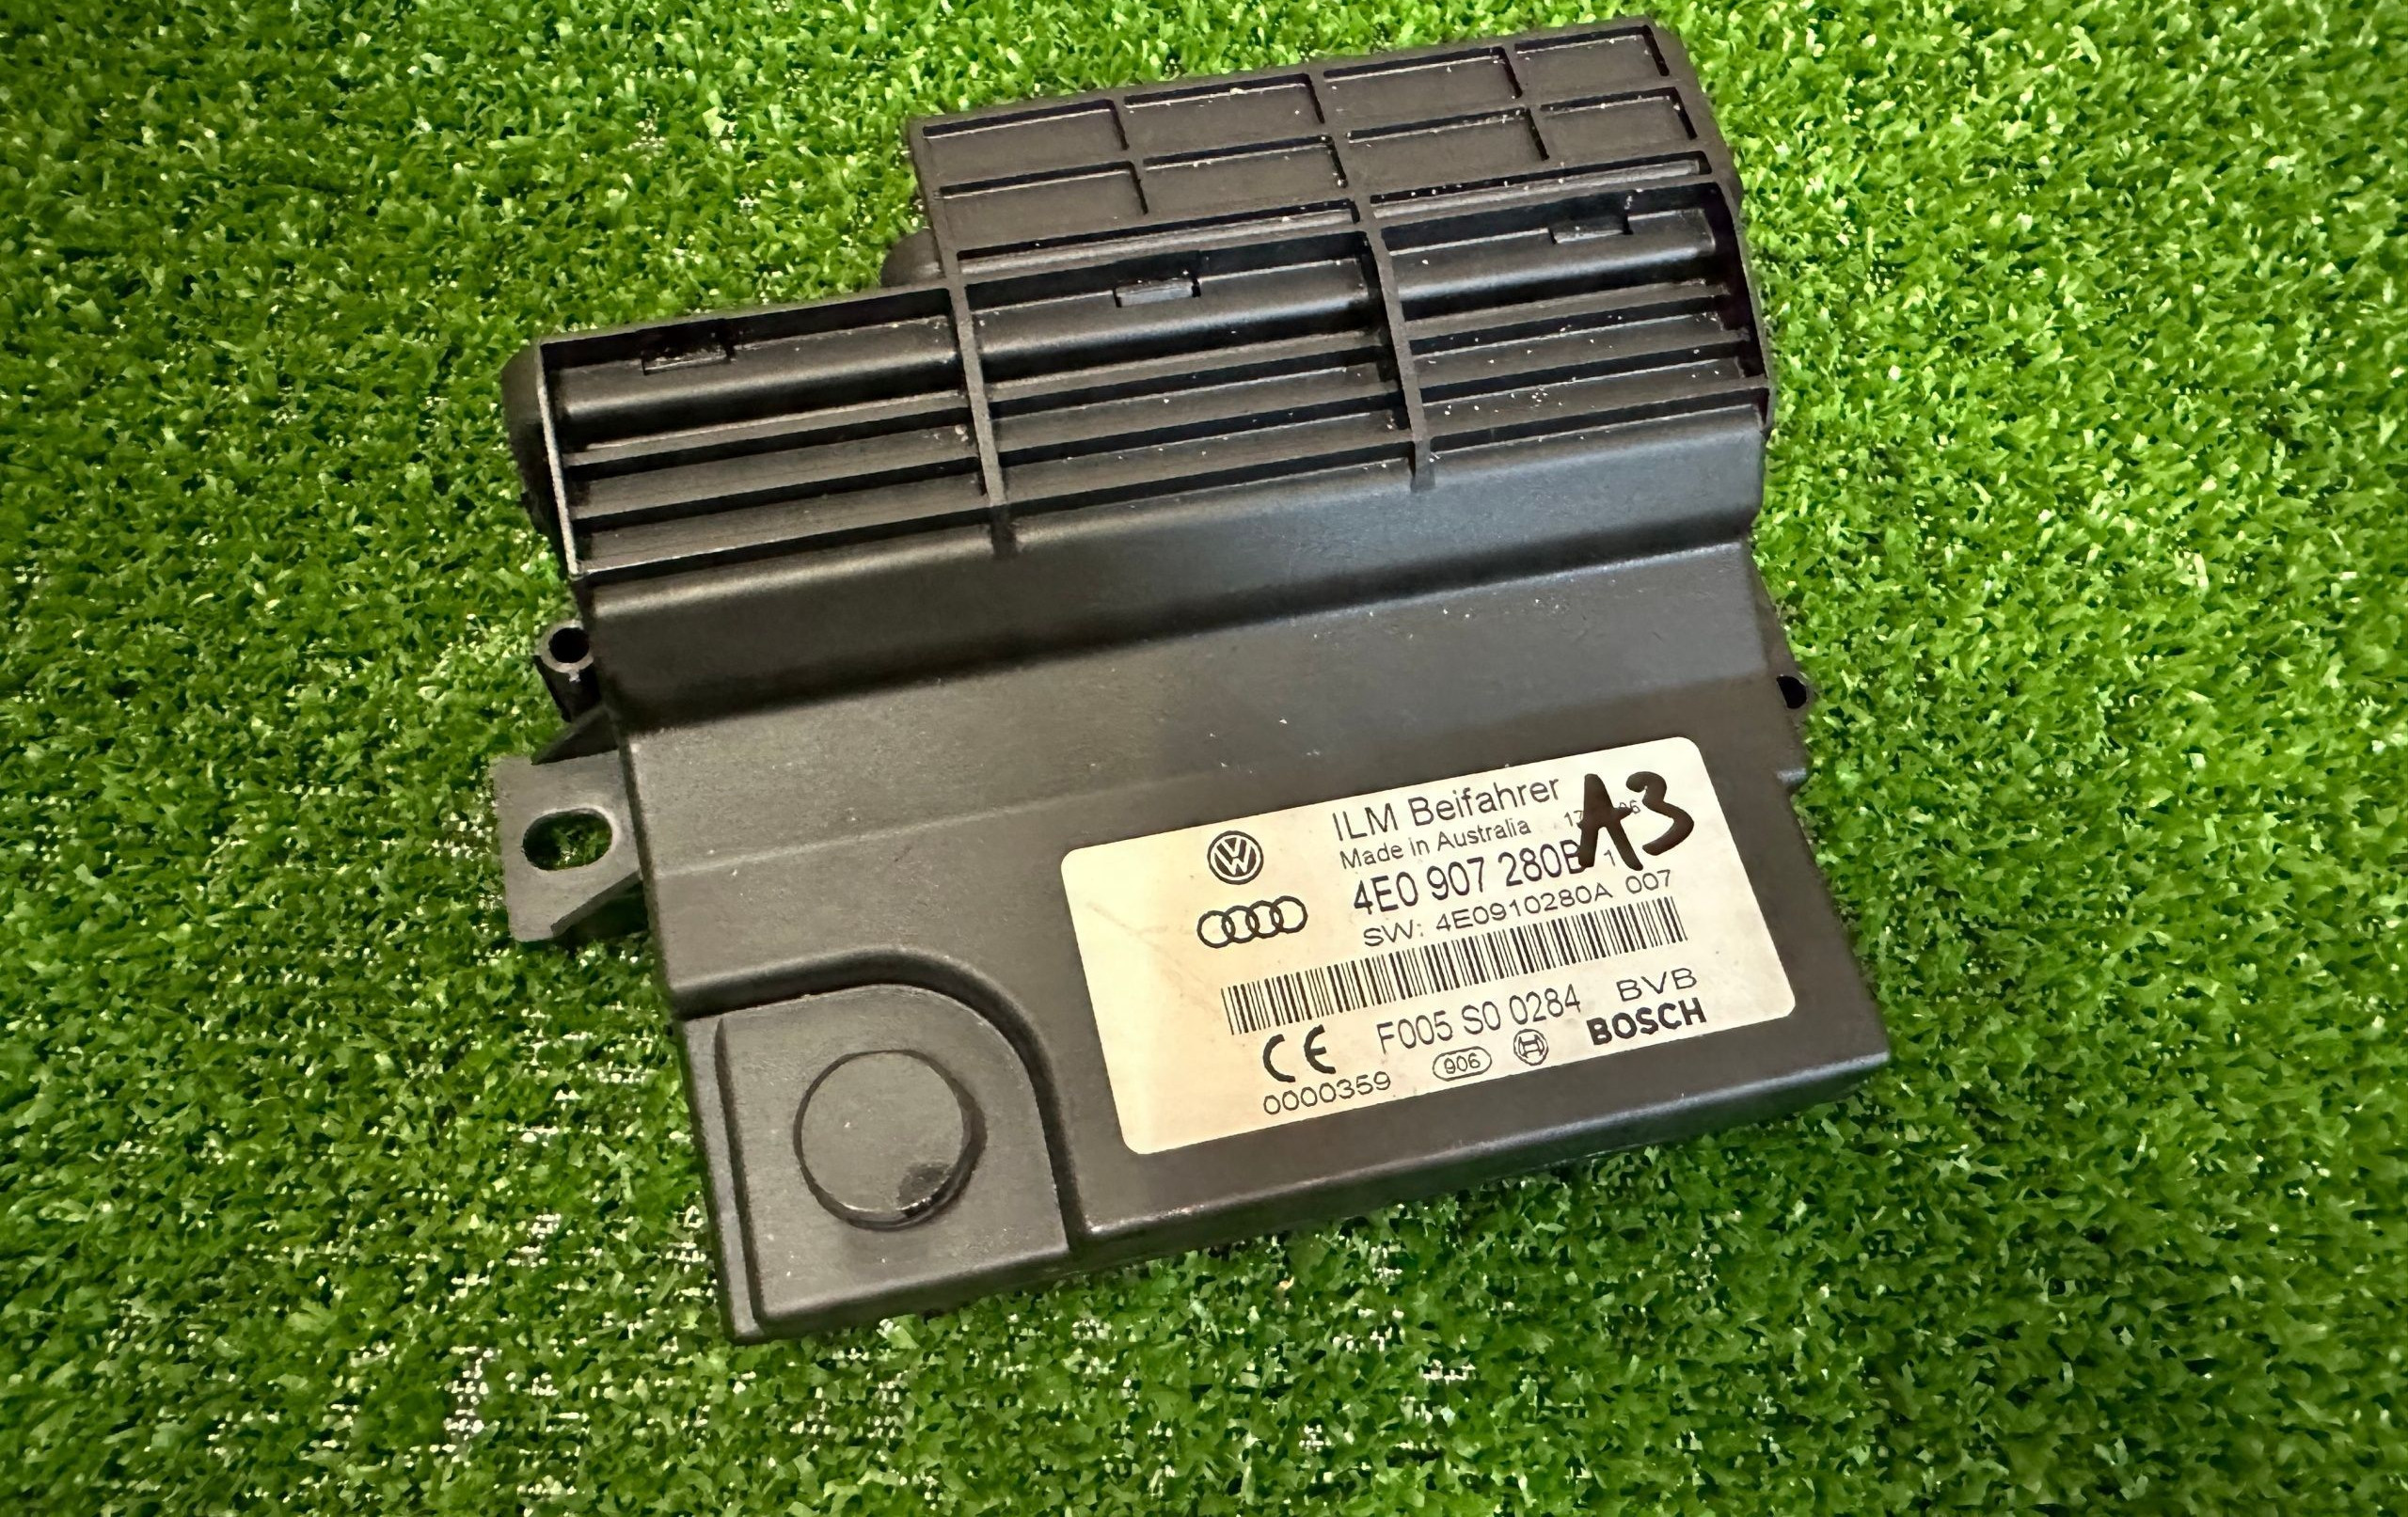 ILM Beifahrer
A3
Made in Australia
4E0 907 280B
SW: 4E0910280A 007
F005 S0 0284 BVB
CE 906 BOSCH
0000359